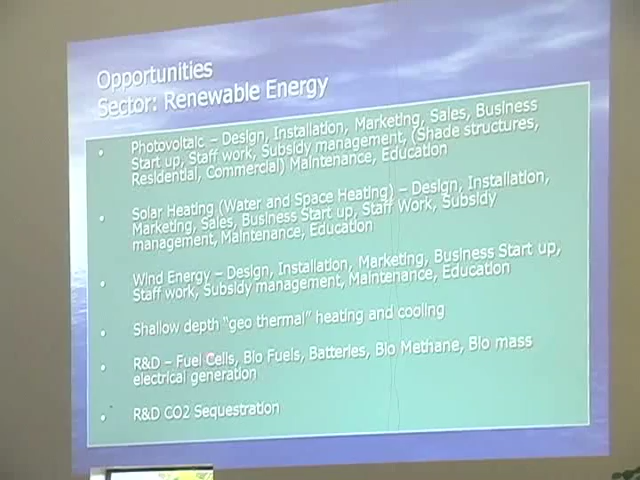 Opportunities
Sector: Renewable Energy
• Photovoltaic – Design, Installation, Marketing, Sales, Business
Start up, Staff work, Subsidy management, (Shade structures,
Residential, Commercial) Maintenance, Education
• Solar Heating (Water and Space Heating) – Design, Installation,
Marketing, Sales, Business Start up, Staff Work, Subsidy
management, Maintenance, Education
• Wind Energy – Design, Installation, Marketing, Business Start up,
Staff work, Subsidy management, Maintenance, Education
• Shallow depth "geo thermal" heating and cooling
• R&D – Fuel Cells, Bio Fuels, Batteries, Bio Methane, Bio mass
electrical generation
• R&D CO2 Sequestration